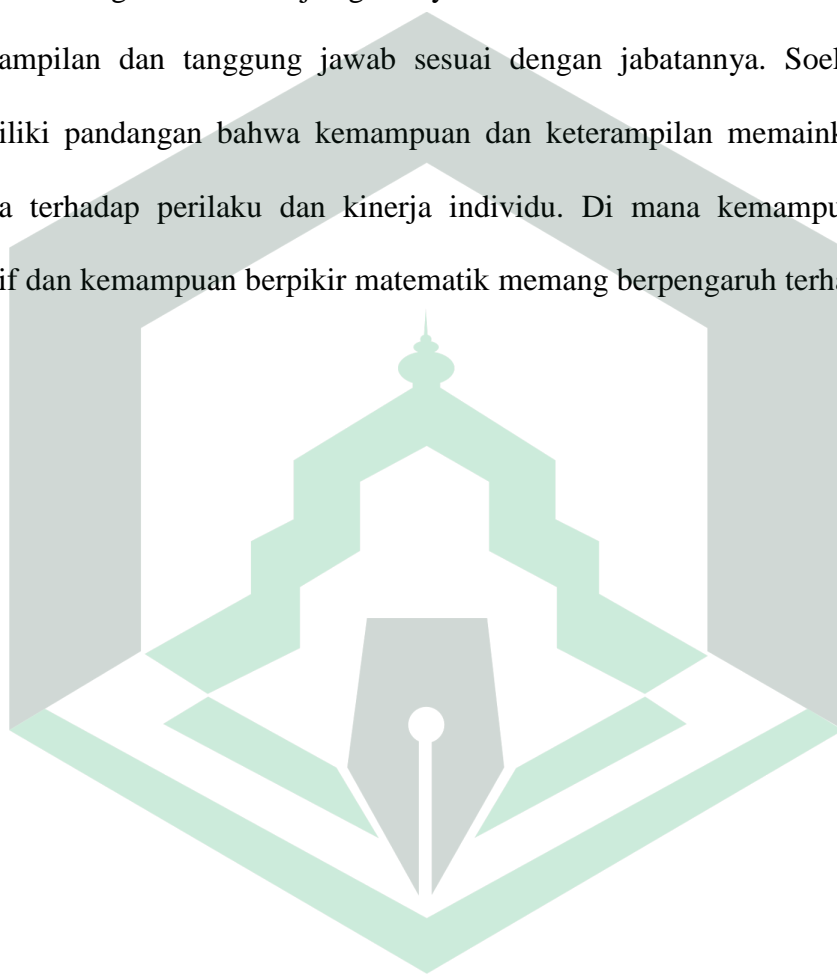 ampilan dan tanggung jawab sesuai dengan jabatannya.
iliki pandangan bahwa kemampuan dan keterampilan memaink
a terhadap perilaku dan kinerja individu. Di mana kemampu
if dan kemampuan berpikir matematik memang berpengaruh terha